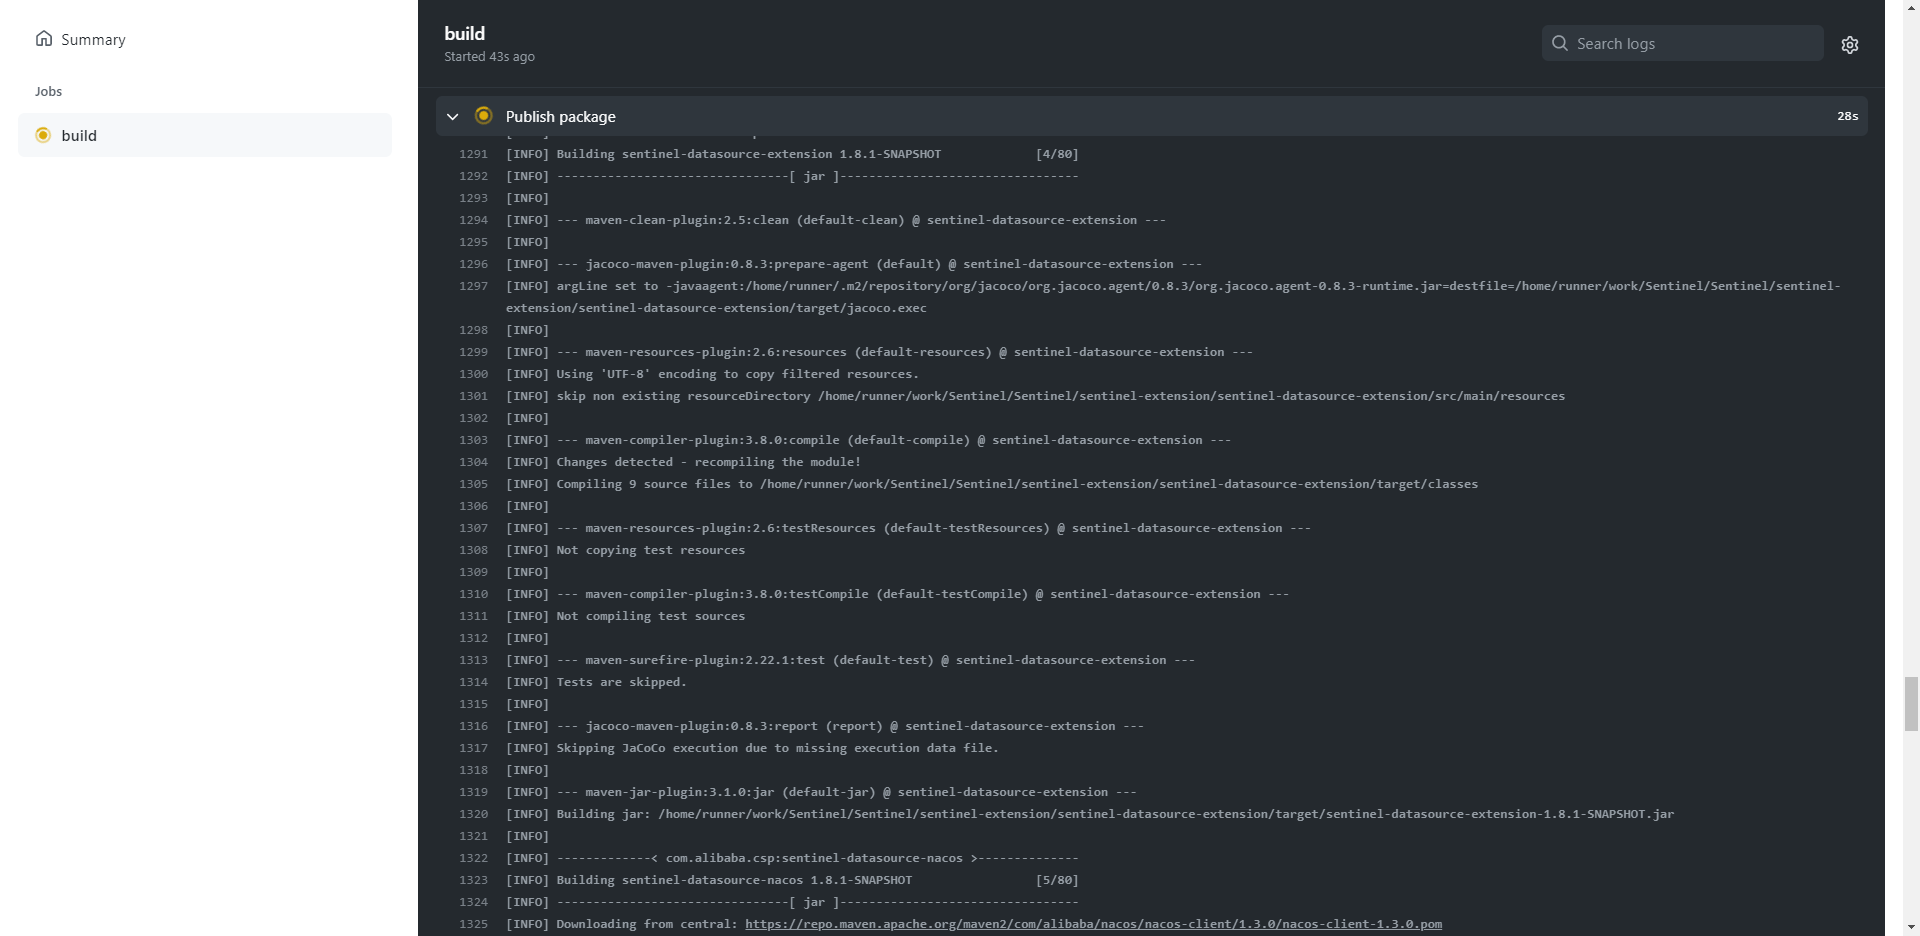 Summary
Jobs
build
build
Started 43s ago
Search logs
Publish package 28s
1291 [INFO] Building sentinel-datasource-extension 1.8.1-SNAPSHOT [4/80]
1292 [INFO] --------------------------------[ jar ]---------------------------------
1293 [INFO]
1294 [INFO] --- maven-clean-plugin:2.5:clean (default-clean) @ sentinel-datasource-extension ---
1295 [INFO]
1296 [INFO] --- jacoco-maven-plugin:0.8.3:prepare-agent (default) @ sentinel-datasource-extension ---
1297 [INFO] argLine set to -javaagent:/home/runner/.m2/repository/org/jacoco/org.jacoco.agent/0.8.3/org.jacoco.agent-0.8.3-runtime.jar=destfile=/home/runner/work/Sentinel/Sentinel/sentinel-
extension/sentinel-datasource-extension/target/jacoco.exec
1298 [INFO]
1299 [INFO] --- maven-resources-plugin:2.6:resources (default-resources) @ sentinel-datasource-extension ---
1300 [INFO] Using 'UTF-8' encoding to copy filtered resources.
1301 [INFO] skip non existing resourceDirectory /home/runner/work/Sentinel/Sentinel/sentinel-extension/sentinel-datasource-extension/src/main/resources
1302 [INFO]
1303 [INFO] --- maven-compiler-plugin:3.8.0:compile (default-compile) @ sentinel-datasource-extension ---
1304 [INFO] Changes detected - recompiling the module!
1305 [INFO] Compiling 9 source files to /home/runner/work/Sentinel/Sentinel/sentinel-extension/sentinel-datasource-extension/target/classes
1306 [INFO]
1307 [INFO] --- maven-resources-plugin:2.6:testResources (default-testResources) @ sentinel-datasource-extension ---
1308 [INFO] Not copying test resources
1309 [INFO]
1310 [INFO] --- maven-compiler-plugin:3.8.0:testCompile (default-testCompile) @ sentinel-datasource-extension ---
1311 [INFO] Not compiling test sources
1312 [INFO]
1313 [INFO] --- maven-surefire-plugin:2.22.1:test (default-test) @ sentinel-datasource-extension ---
1314 [INFO] Tests are skipped.
1315 [INFO]
1316 [INFO] --- jacoco-maven-plugin:0.8.3:report (report) @ sentinel-datasource-extension ---
1317 [INFO] Skipping JaCoCo execution due to missing execution data file.
1318 [INFO]
1319 [INFO] --- maven-jar-plugin:3.1.0:jar (default-jar) @ sentinel-datasource-extension ---
1320 [INFO] Building jar: /home/runner/work/Sentinel/Sentinel/sentinel-extension/sentinel-datasource-extension/target/sentinel-datasource-extension-1.8.1-SNAPSHOT.jar
1321 [INFO]
1322 [INFO] -------------< com.alibaba.csp:sentinel-datasource-nacos >--------------
1323 [INFO] Building sentinel-datasource-nacos 1.8.1-SNAPSHOT [5/80]
1324 [INFO] --------------------------------[ jar ]---------------------------------
1325 [INFO] Downloading from central: https://repo.maven.apache.org/maven2/com/alibaba/nacos/nacos-client/1.3.0/nacos-client-1.3.0.pom